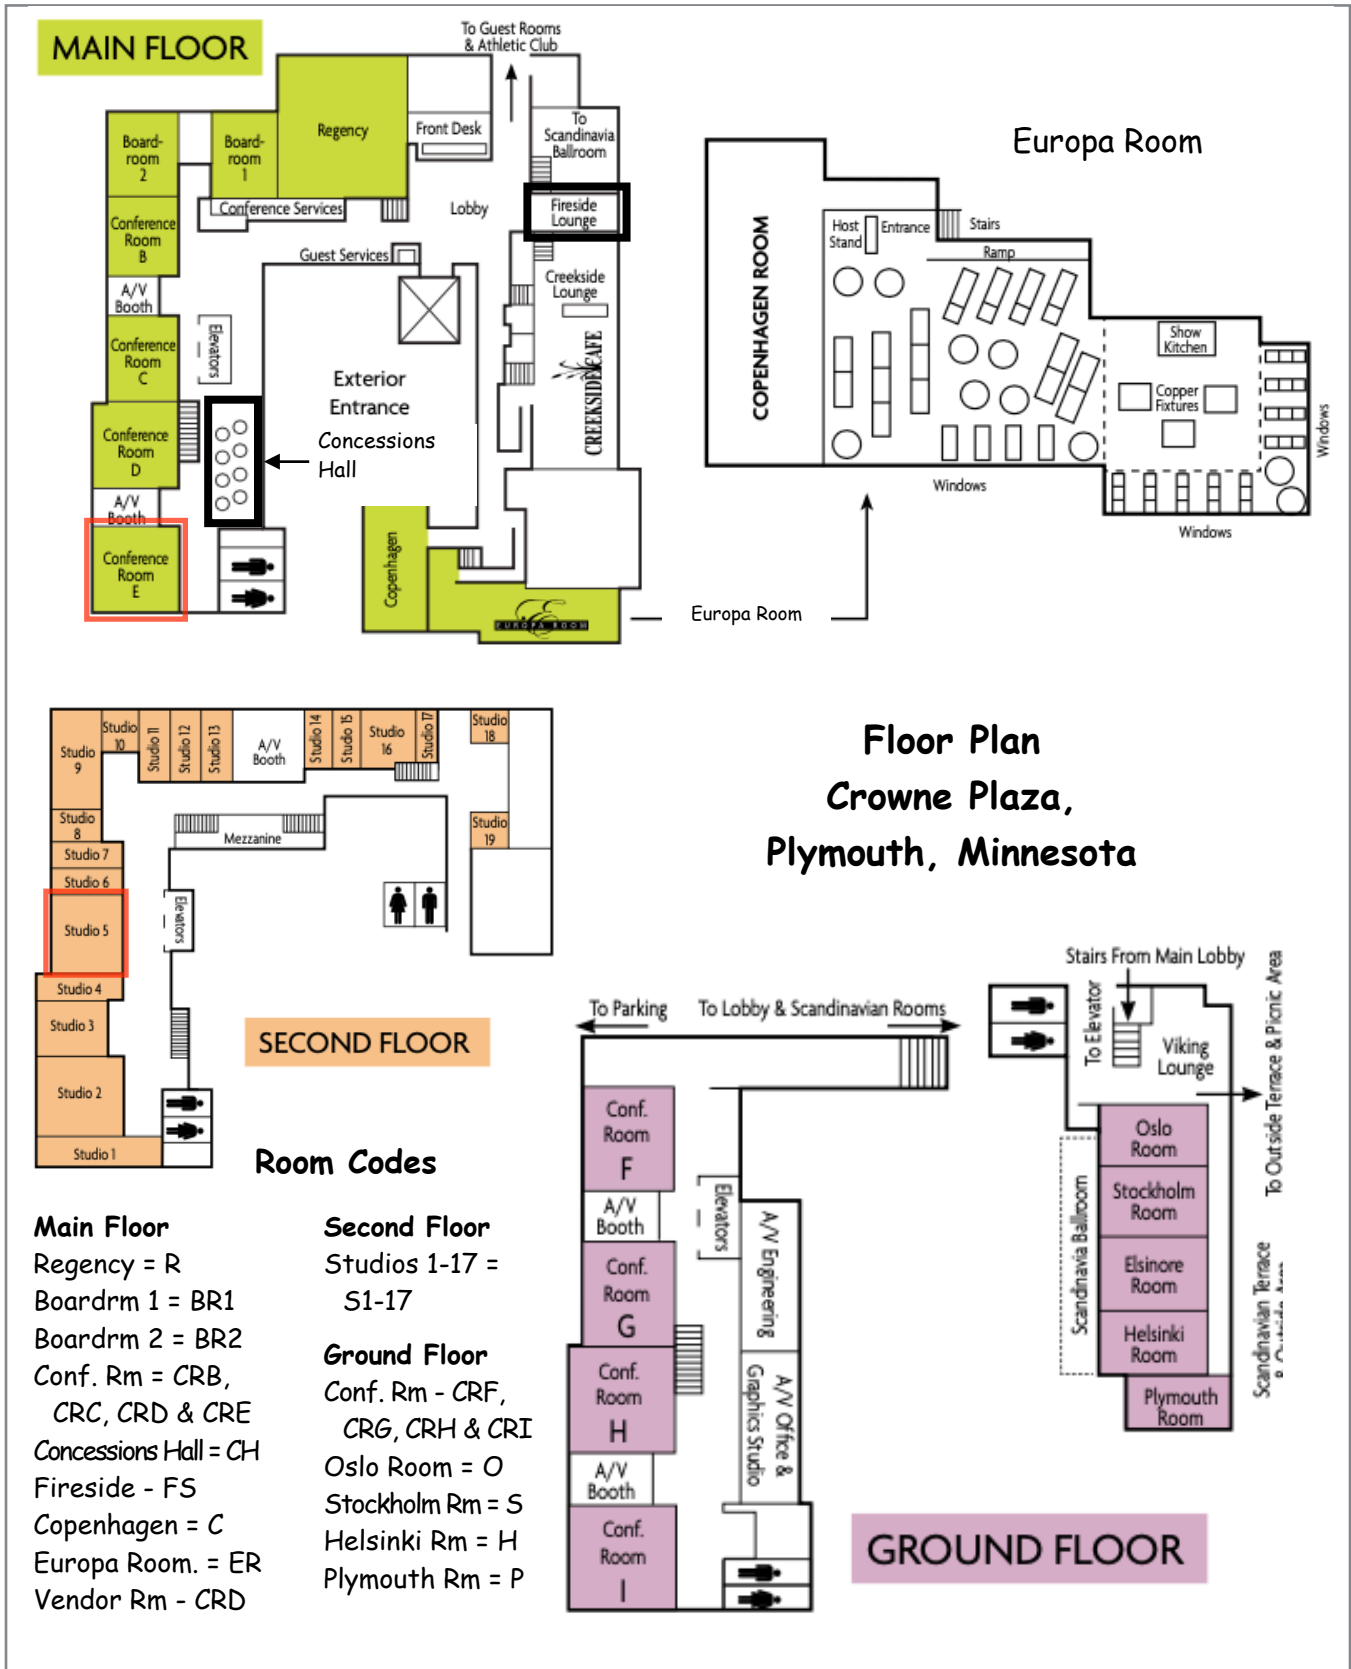 MAIN FLOOR
To Guest Rooms
& Athletic Club
Board-
room
2
Board-
room
1
Regency
Front Desk
To
Scandinavia
Ballroom
Conference Services
Lobby
Fireside
Lounge
Conference
Room
B
Guest Services
A/V
Booth
Creekside
Lounge
Conference
Room
C
Elevators
CREEKSIDE CAFE
Exterior
Entrance
Concessions
Hall
Conference
Room
D
A/V
Booth
Conference
Room
E
Copenhagen
E
EUROPA ROOM
Europa Room
Europa Room
COPENHAGEN ROOM
Host
Stand
Entrance
Stairs
Ramp
Show
Kitchen
Copper
Fixtures
Windows
Windows
Windows
Studio
9
Studio
10
Studio 11
Studio 12
Studio 13
A/V
Booth
Studio 14
Studio 15
Studio
16
Studio 17
Studio
18
Studio
8
Studio
19
Mezzanine
Studio 7
Studio 6
Studio 5
Elevators
Studio 4
Studio 3
Studio 2
Studio 1
SECOND FLOOR
Floor Plan
Crowne Plaza,
Plymouth, Minnesota
To Parking
To Lobby & Scandinavian Rooms
Conf.
Room
F
A/V
Booth
Elevators
Conf.
Room
G
A/V Engineering
Conf.
Room
H
A/V Office &
Graphics Studio
A/V
Booth
Conf.
Room
I
Stairs From Main Lobby
To Elevator
Viking
Lounge
To Outside Terrace & Picnic Area
Oslo
Room
Stockholm
Room
Scandinavia Ballroom
Elsinore
Room
Helsinki
Room
Scandinavian Terrace
& Outside Area
Plymouth
Room
GROUND FLOOR
Room Codes
Main Floor
Regency = R
Boardrm 1 = BR1
Boardrm 2 = BR2
Conf. Rm = CRB,
CRC, CRD & CRE
Concessions Hall = CH
Fireside - FS
Copenhagen = C
Europa Room. = ER
Vendor Rm - CRD
Second Floor
Studios 1-17 =
S1-17
Ground Floor
Conf. Rm - CRF,
CRG, CRH & CRI
Oslo Room = O
Stockholm Rm = S
Helsinki Rm = H
Plymouth Rm = P